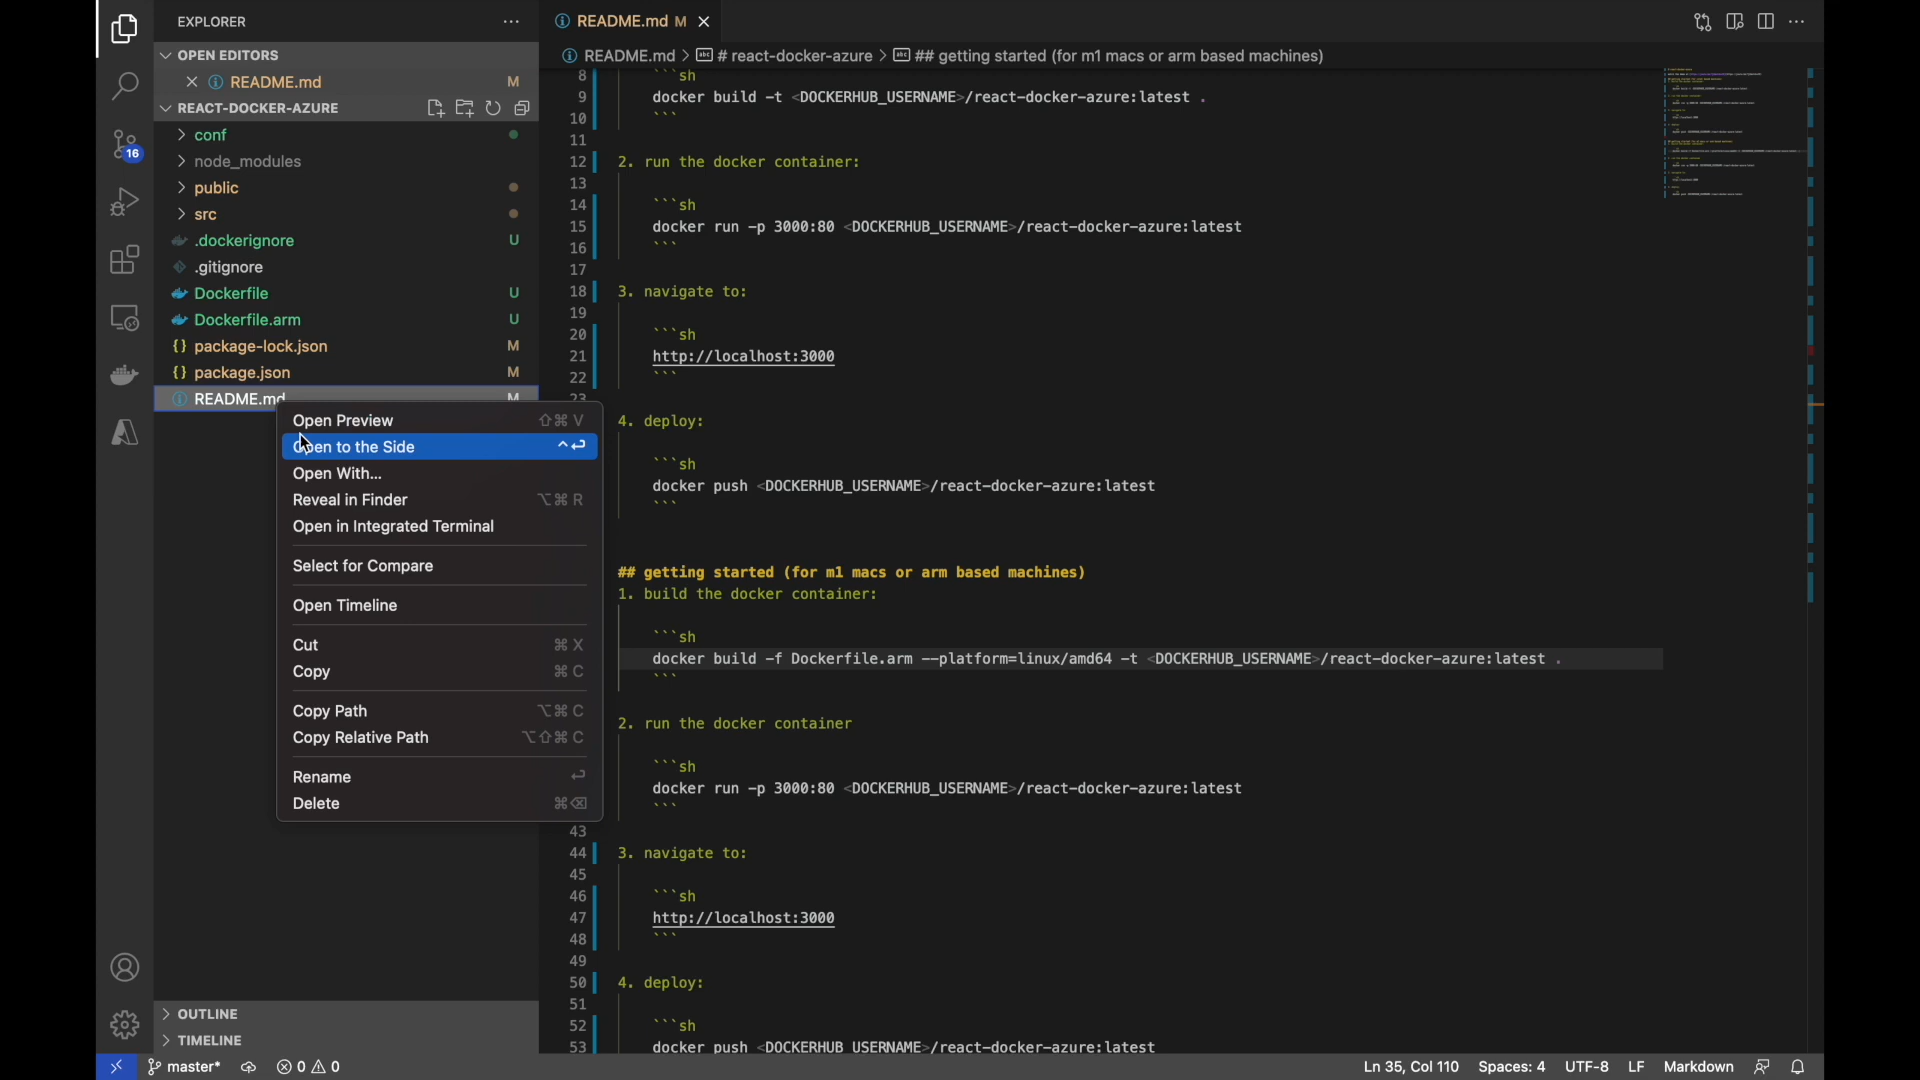 EXPLORER
OPEN EDITORS
README.md M
REACT-DOCKER-AZURE
conf
node_modules
public
src
.dockerignore U
.gitignore
Dockerfile U
Dockerfile.arm U
package-lock.json M
package.json M
README.md M
16
Open Preview ⇧⌘ V
Open to the Side ^⏎
Open With...
Reveal in Finder ⌥⌘ R
Open in Integrated Terminal
Select for Compare
Open Timeline
Cut ⌘ X
Copy ⌘ C
Copy Path ⌥⌘ C
Copy Relative Path ⌥⇧⌘ C
Rename ⏎
Delete ⌘⌫
OUTLINE
TIMELINE
README.md M
README.md > # react-docker-azure > ## getting started (for m1 macs or arm based machines)
8 ```sh
9 docker build -t <DOCKERHUB_USERNAME>/react-docker-azure:latest .
10 ```
11
12 2. run the docker container:
13
14 ```sh
15 docker run -p 3000:80 <DOCKERHUB_USERNAME>/react-docker-azure:latest
16 ```
17
18 3. navigate to:
19
20 ```sh
21 http://localhost:3000
22 ```
23
4. deploy:
```sh
docker push <DOCKERHUB_USERNAME>/react-docker-azure:latest
```
## getting started (for m1 macs or arm based machines)
1. build the docker container:
```sh
docker build -f Dockerfile.arm --platform=linux/amd64 -t <DOCKERHUB_USERNAME>/react-docker-azure:latest .
```
2. run the docker container
```sh
docker run -p 3000:80 <DOCKERHUB_USERNAME>/react-docker-azure:latest
```
43
44 3. navigate to:
45
46 ```sh
47 http://localhost:3000
48 ```
49
50 4. deploy:
51
52 ```sh
53 docker push <DOCKERHUB_USERNAME>/react-docker-azure:latest
master* 0 0 Ln 35, Col 110 Spaces: 4 UTF-8 LF Markdown